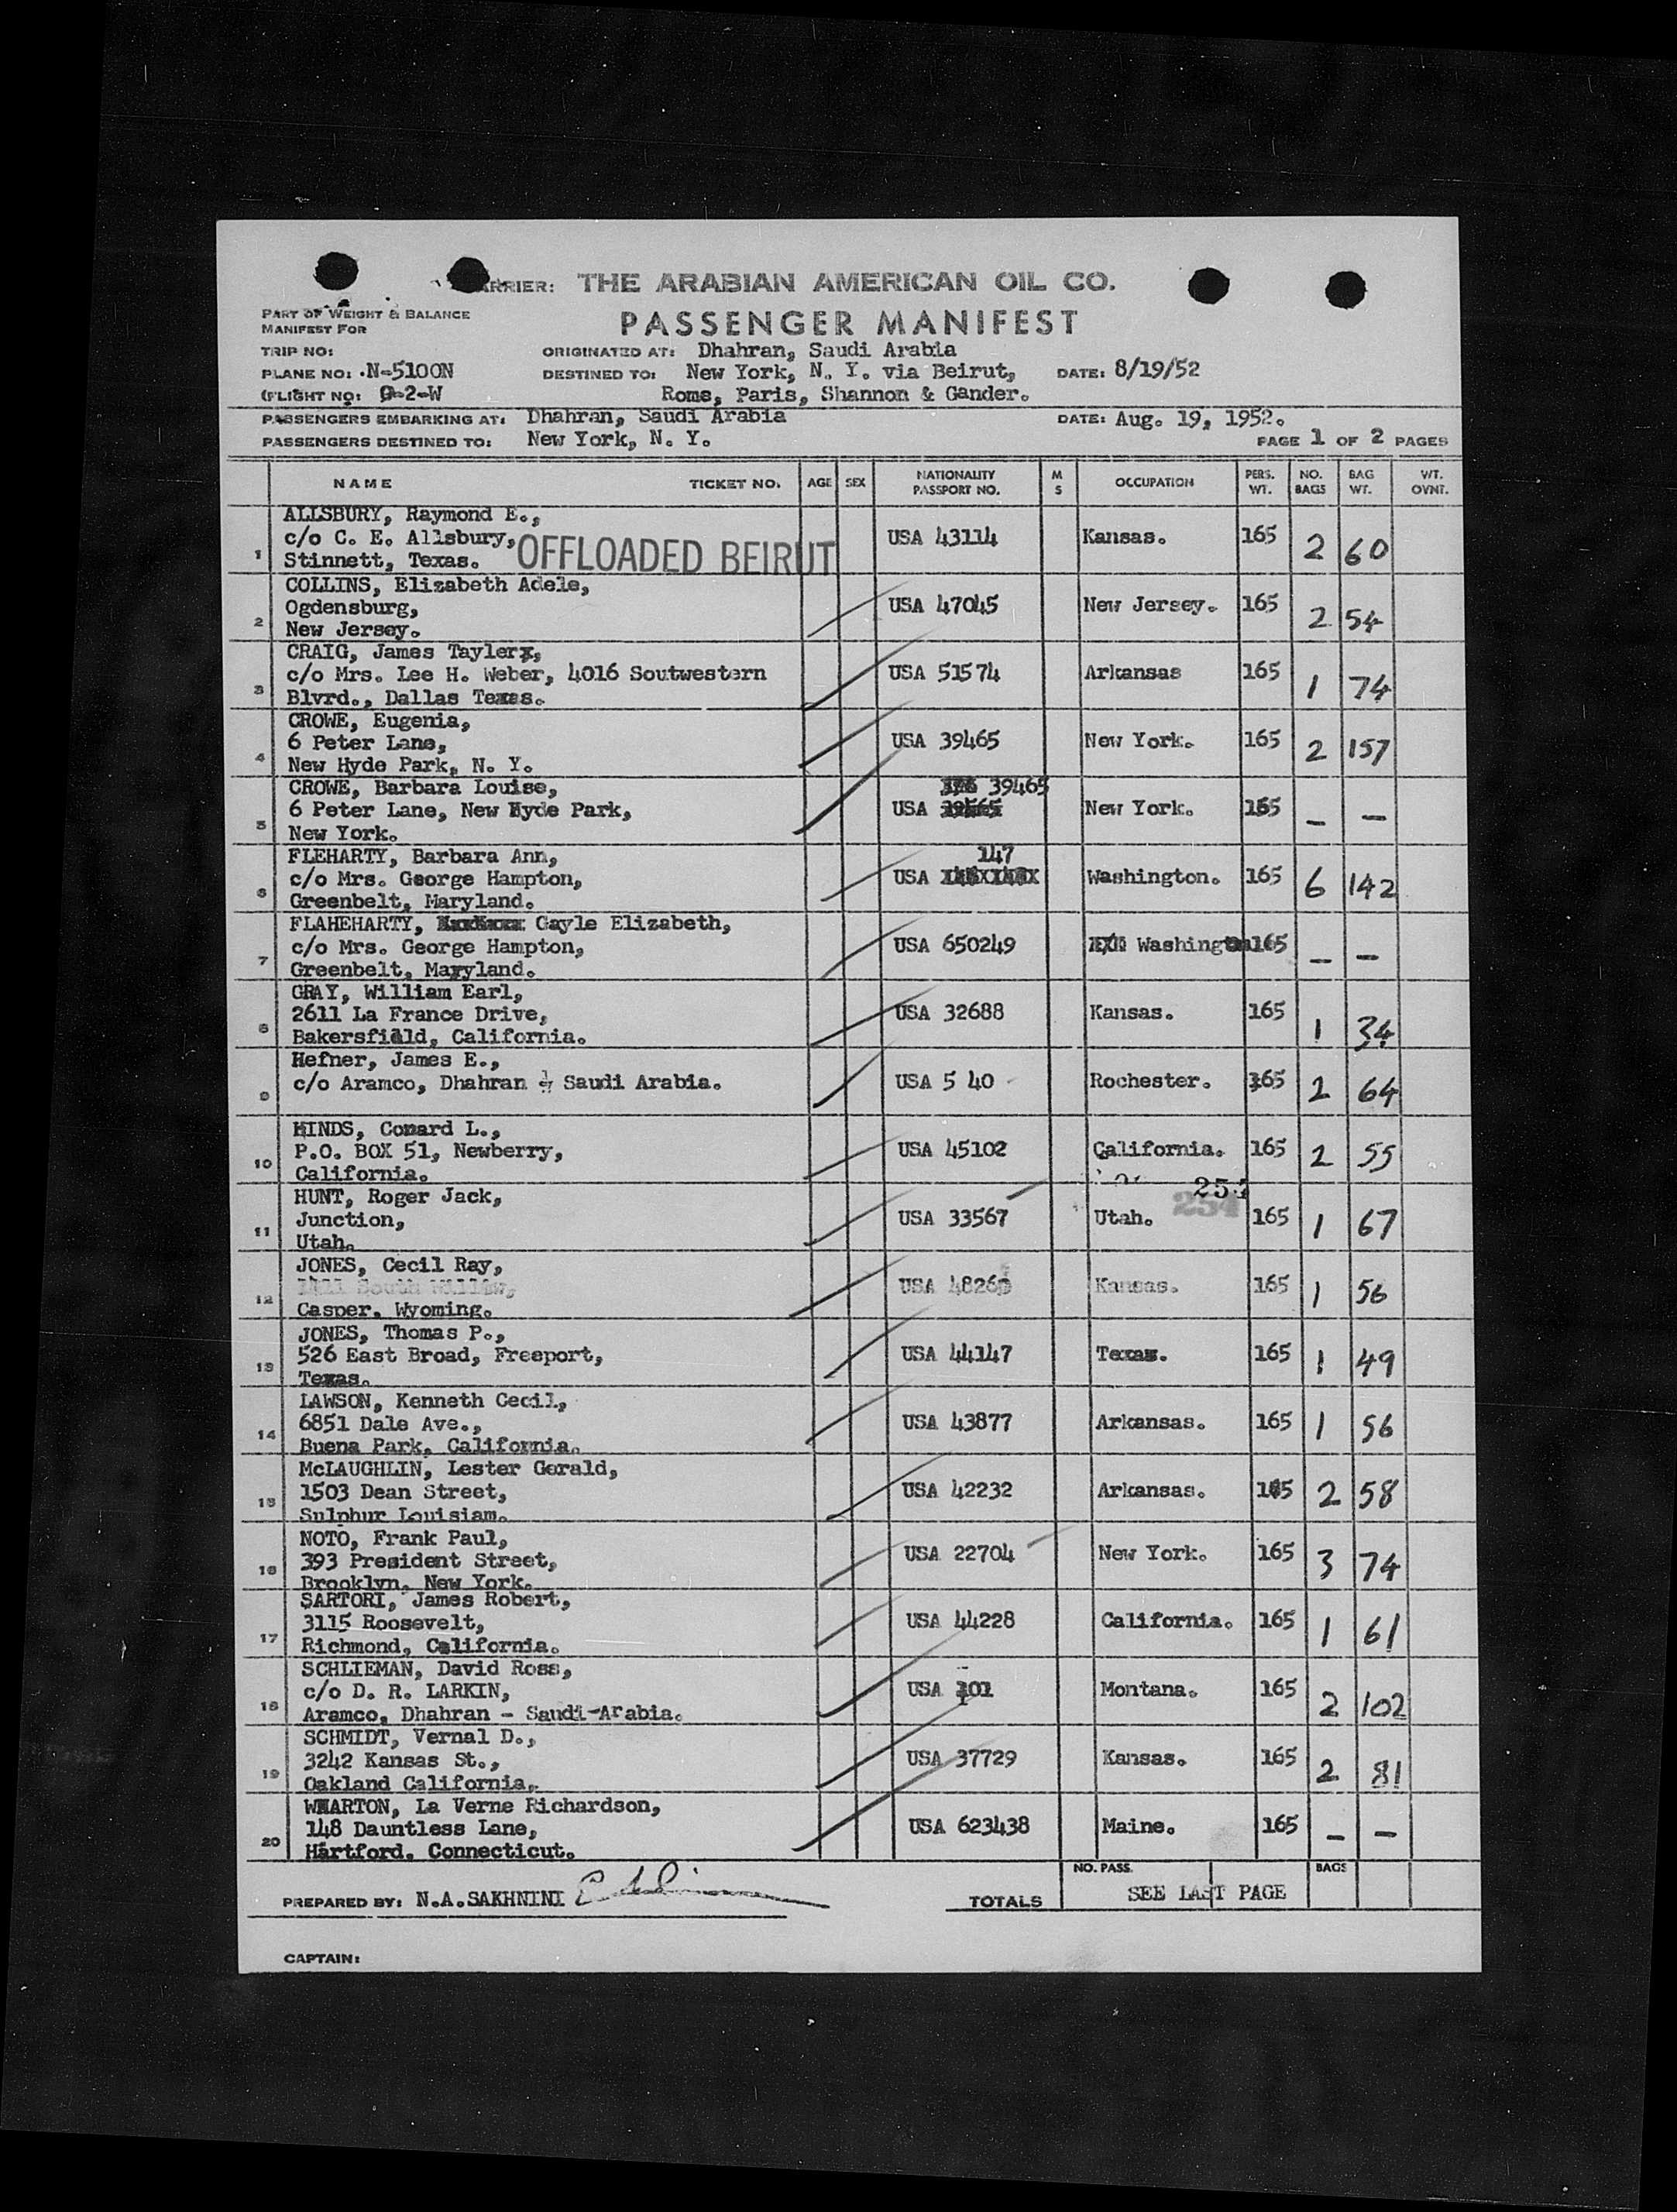 CARRIER: THE ARABIAN AMERICAN OIL CO.
PART OF WEIGHT & BALANCE
MANIFEST FOR
PASSENGER MANIFEST
TRIP NO:
ORIGINATED AT: Dhahran, Saudi Arabia
PLANE NO: N-5100N DESTINED TO: New York, N. Y. via Beirut, DATE: 8/19/52
FLIGHT NO: G-2-W Rome, Paris, Shannon & Gander.
PASSENGERS EMBARKING AT: Dhahran, Saudi Arabia DATE: Aug. 19, 1952.
PASSENGERS DESTINED TO: New York, N. Y. PAGE 1 OF 2 PAGES
NAME TICKET NO. AGE SEX NATIONALITY PASSPORT NO. M S OCCUPATION PERS. WT. NO. BAGS BAG WT. WT. OVNT.
ALLSBURY, Raymond E.,
c/o C. E. Allsbury, USA 43114 Kansas. 165 2 60
1 Stinnett, Texas. OFFLOADED BEIRUT
COLLINS, Elizabeth Adele,
Ogdensburg, USA 47045 New Jersey. 165 2 54
2 New Jersey.
CRAIG, James Tayler,
c/o Mrs. Lee H. Weber, 4016 Soutwestern USA 51574 Arkansas 165 1 74
3 Blvrd., Dallas Texas.
CROWE, Eugenia,
6 Peter Lane, USA 39465 New York. 165 2 157
4 New Hyde Park, N. Y.
CROWE, Barbara Louise, 39465
6 Peter Lane, New Hyde Park, USA New York. 165 - -
5 New York.
FLEHARTY, Barbara Ann, 147
c/o Mrs. George Hampton, USA Washington. 165 6 142
6 Greenbelt, Maryland.
FLAHEHARTY, Gayle Elizabeth,
c/o Mrs. George Hampton, USA 650249 Washington 165 - -
7 Greenbelt, Maryland.
GRAY, William Earl,
2611 La France Drive, USA 32688 Kansas. 165 1 34
8 Bakersfield, California.
Hefner, James E.,
c/o Aramco, Dhahran Saudi Arabia. USA 5 40 Rochester. 165 2 64
9
HINDS, Conard L.,
P.O. BOX 51, Newberry, USA 45102 California. 165 2 55
10 California.
HUNT, Roger Jack,
Junction, USA 33567 Utah. 254 165 1 67
11 Utah.
JONES, Cecil Ray,
South Willow, USA Kansas. 165 1 56
12 Casper, Wyoming.
JONES, Thomas P.,
526 East Broad, Freeport, USA 44147 Texas. 165 1 49
13 Texas.
LAWSON, Kenneth Cecil,
6851 Dale Ave., USA 43877 Arkansas. 165 1 56
14 Buena Park, California.
McLAUGHLIN, Lester Gerald,
1503 Dean Street, USA 42232 Arkansas. 165 2 58
15 Sulphur Louisiam.
NOTO, Frank Paul,
393 President Street, USA 22704 New York. 165 3 74
16 Brooklyn, New York.
SARTORI, James Robert,
3115 Roosevelt, USA 44228 California. 165 1 61
17 Richmond, California.
SCHLIEMAN, David Ross,
c/o D. R. LARKIN, USA 101 Montana. 165 2 102
18 Aramco, Dhahran - Saudi-Arabia.
SCHMIDT, Vernal D.,
3242 Kansas St., USA 37729 Kansas. 165 2 81
19 Oakland California.
WHARTON, La Verne Richardson,
148 Dauntless Lane, USA 623438 Maine. 165 - -
20 Hartford, Connecticut.
NO. PASS. BAGS
PREPARED BY: N.A.SAKHNINI TOTALS SEE LAST PAGE
CAPTAIN: